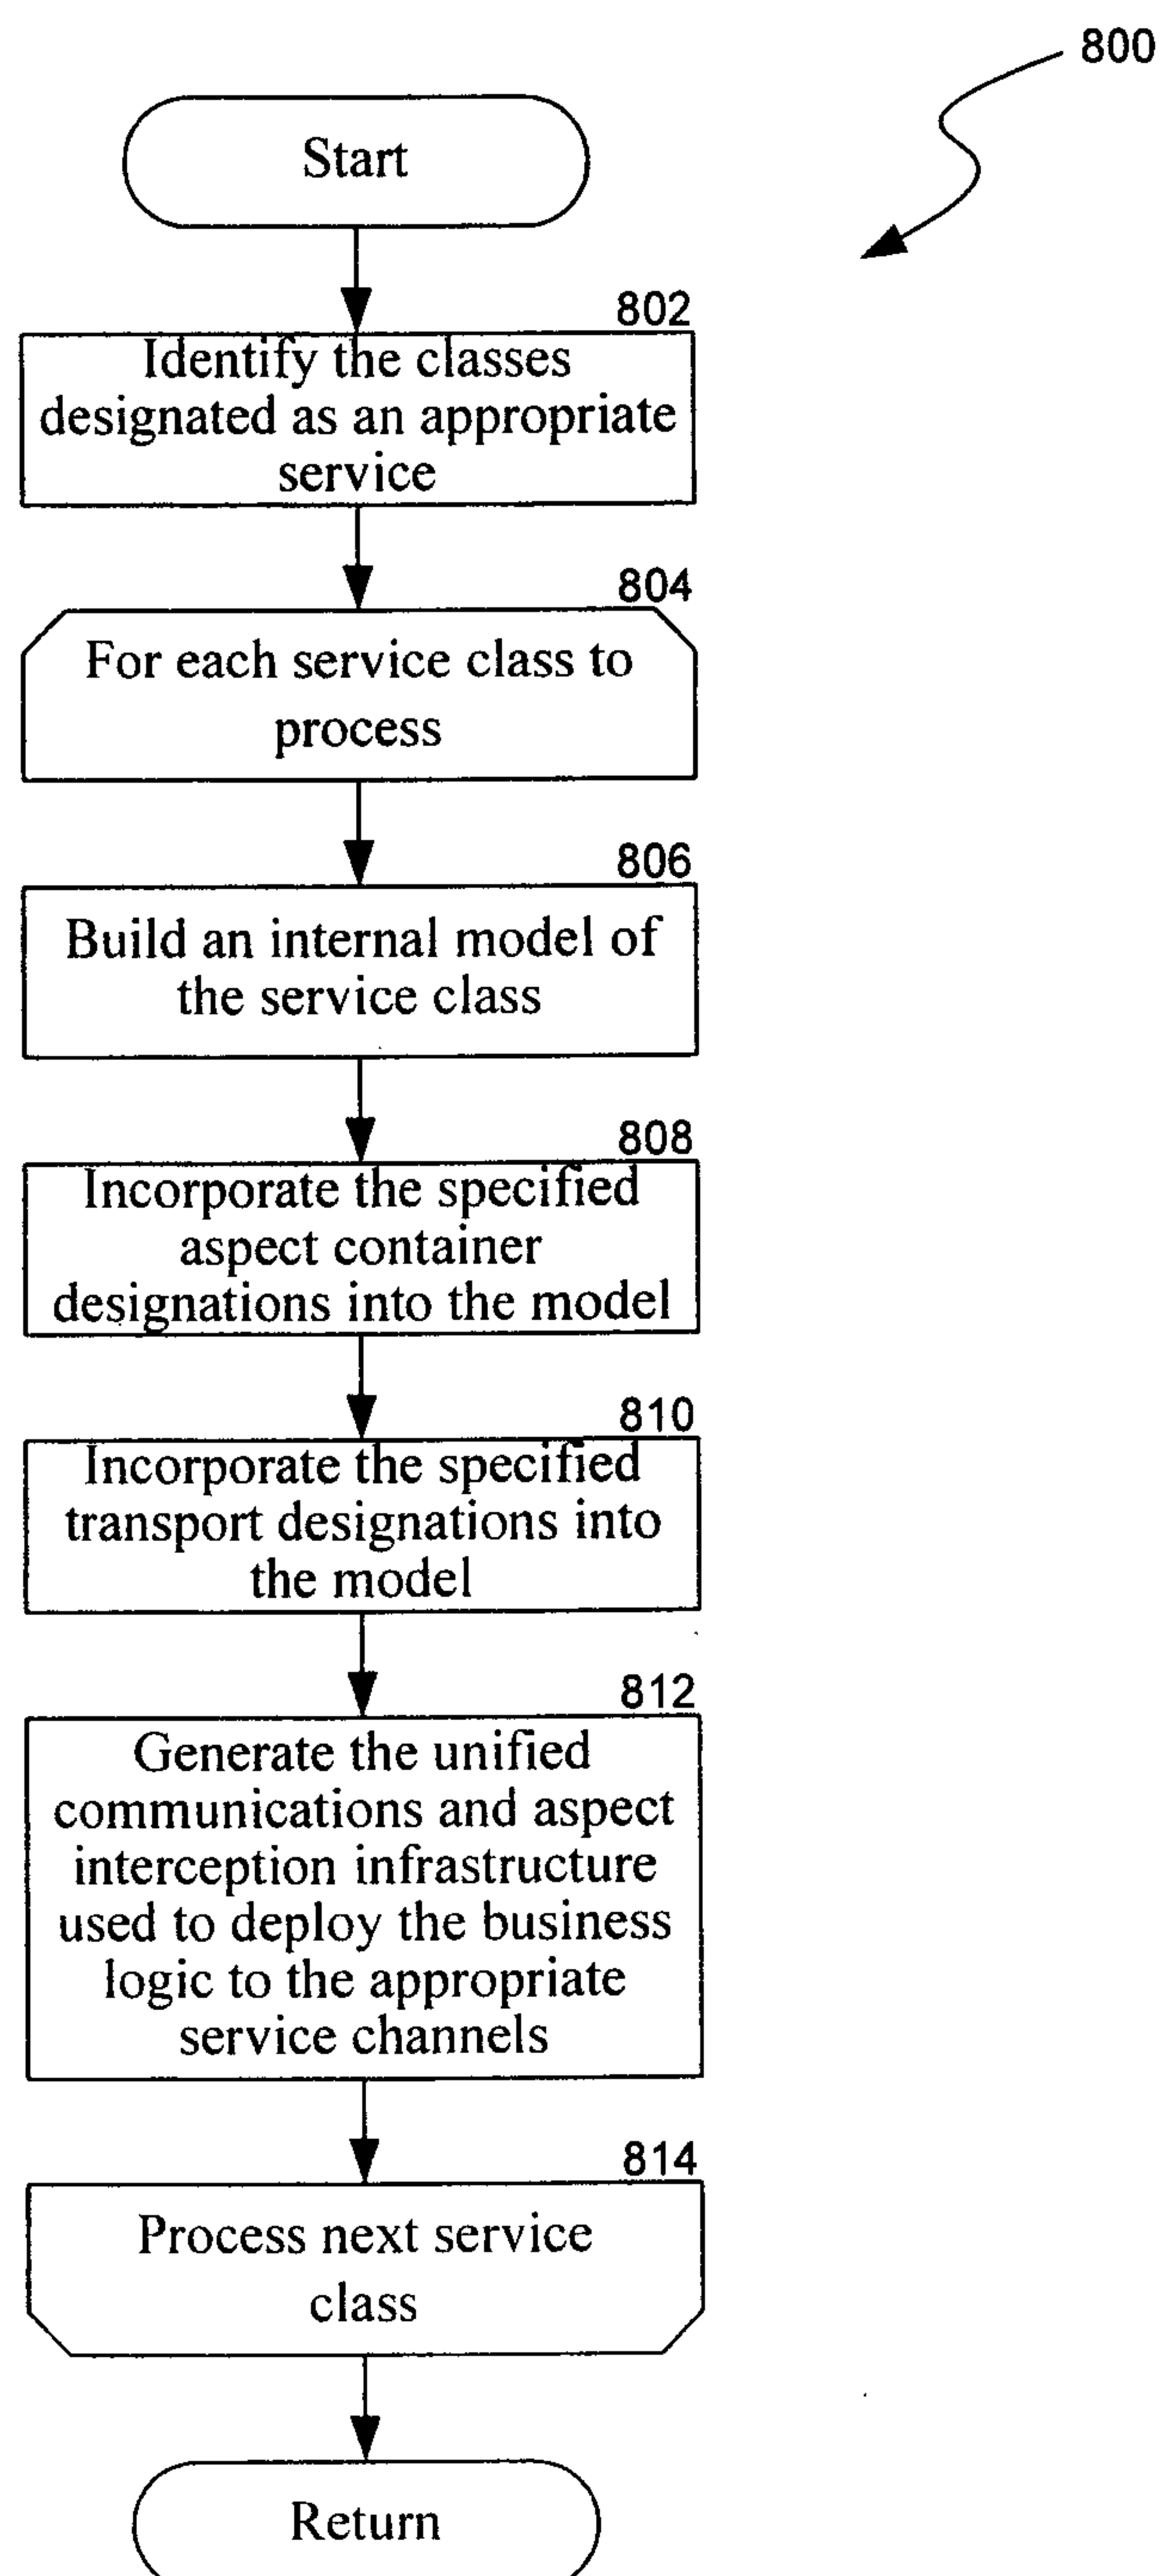 800
Start
802
Identify the classes
designated as an appropriate
service
804
For each service class to
process
806
Build an internal model of
the service class
808
Incorporate the specified
aspect container
designations into the model
810
Incorporate the specified
transport designations into
the model
812
Generate the unified
communications and aspect
interception infrastructure
used to deploy the business
logic to the appropriate
service channels
814
Process next service
class
Return